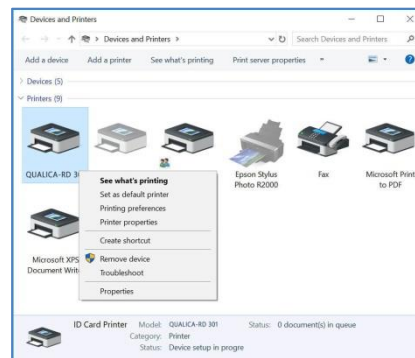 Devices and Printers
Devices and Printers
Search Devices and Printers
Add a device Add a printer See what's printing Print server properties
Devices (5)
Printers (9)
QUALICA-RD 30
Epson Stylus
Photo R2000
Fax
Microsoft Print
to PDF
See what's printing
Set as default printer
Printing preferences
Printer properties
Create shortcut
Remove device
Troubleshoot
Properties
Microsoft XPS
Document Write
ID Card Printer Model: QUALICA-RD 301 Status: 0 document(s) in queue
Category: Printer
Status: Device setup in progre